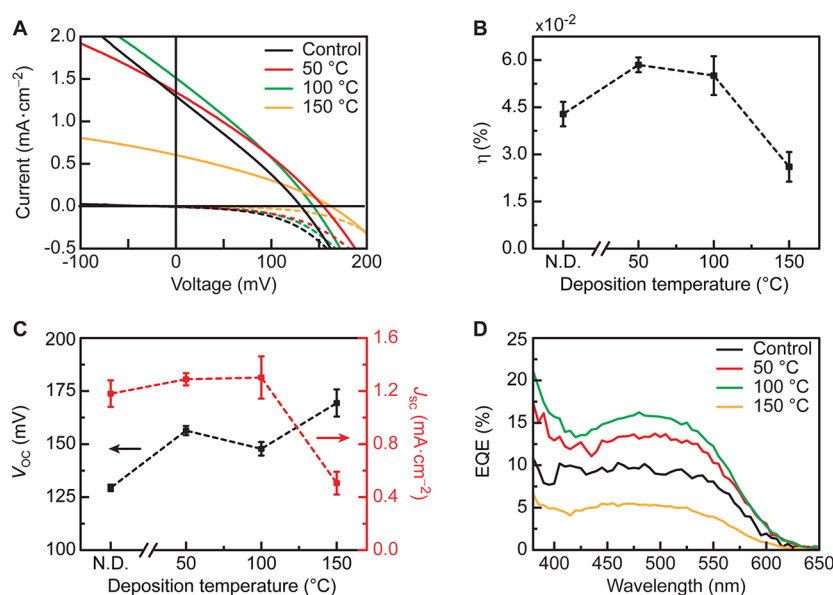 A
2.0
1.5
1.0
0.5
0.0
-0.5
-100
0
100
200
Current (mA·cm⁻²)
Voltage (mV)
Control
50 °C
100 °C
150 °C
B
x10⁻²
6.0
4.5
3.0
1.5
0.0
η (%)
N.D.
50
100
150
Deposition temperature (°C)
C
200
175
150
125
100
V_OC (mV)
1.6
1.2
0.8
0.4
0.0
J_sc (mA·cm⁻²)
N.D.
50
100
150
Deposition temperature (°C)
D
25
20
15
10
5
0
EQE (%)
400
450
500
550
600
650
Wavelength (nm)
Control
50 °C
100 °C
150 °C